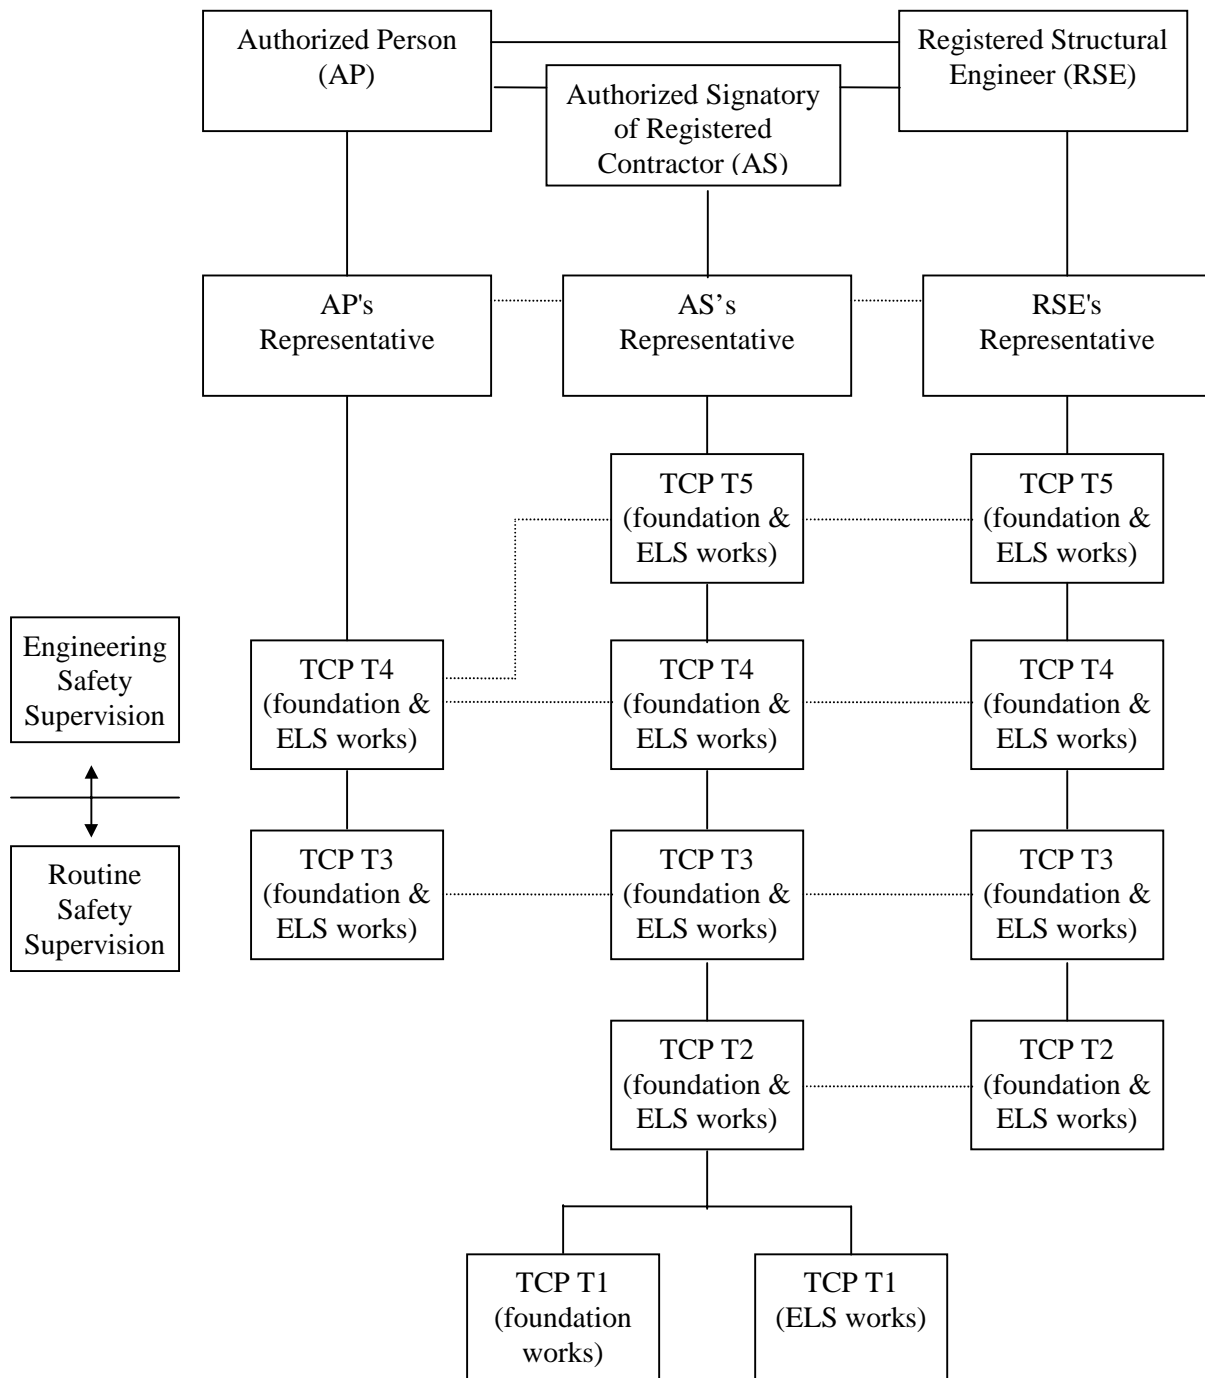 Authorized Person
(AP)
Registered Structural
Engineer (RSE)
Authorized Signatory
of Registered
Contractor (AS)
AP's
Representative
AS’s
Representative
RSE's
Representative
TCP T5
(foundation &
ELS works)
TCP T5
(foundation &
ELS works)
Engineering
Safety
Supervision
TCP T4
(foundation &
ELS works)
TCP T4
(foundation &
ELS works)
TCP T4
(foundation &
ELS works)
Routine
Safety
Supervision
TCP T3
(foundation &
ELS works)
TCP T3
(foundation &
ELS works)
TCP T3
(foundation &
ELS works)
TCP T2
(foundation &
ELS works)
TCP T2
(foundation &
ELS works)
TCP T1
(foundation
works)
TCP T1
(ELS works)